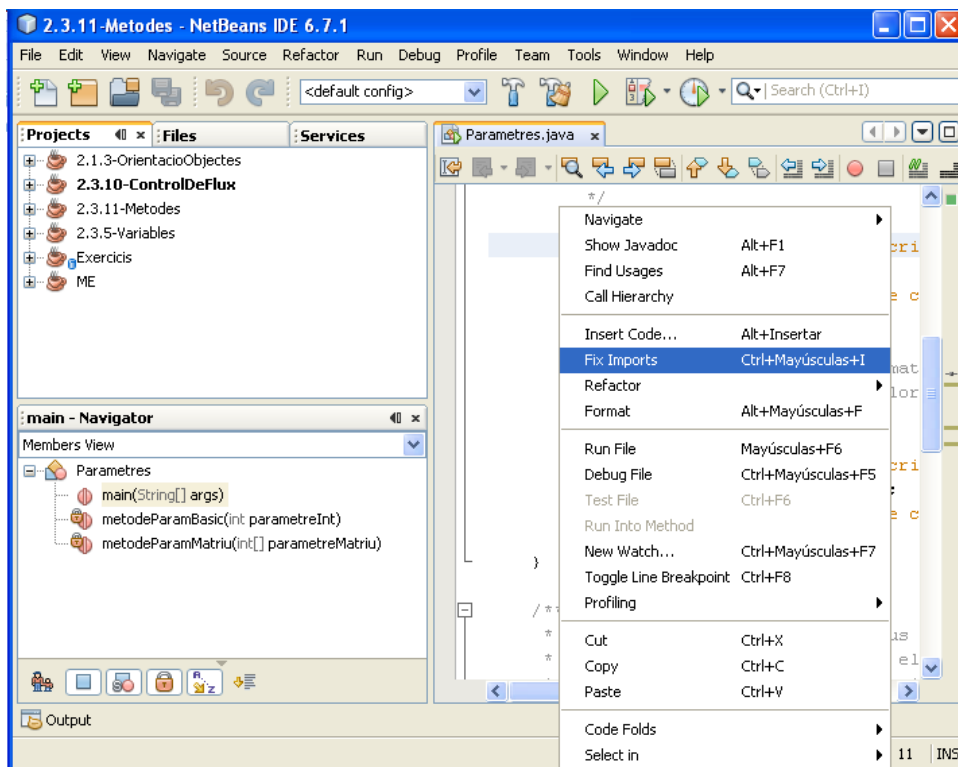 2.3.11-Metodes - NetBeans IDE 6.7.1
File Edit View Navigate Source Refactor Run Debug Profile Team Tools Window Help
<default config> Search (Ctrl+I)
Projects Files Services
2.1.3-OrientacioObjectes
2.3.10-ControlDeFlux
2.3.11-Metodes
2.3.5-Variables
Exercicis
ME
main - Navigator
Members View
Parametres
main(String[] args)
metodeParamBasic(int parametreInt)
metodeParamMatriu(int[] parametreMatriu)
Output
Parametres.java
*/
Navigate
Show Javadoc Alt+F1
Find Usages Alt+F7
Call Hierarchy
Insert Code... Alt+Insertar
Fix Imports Ctrl+Mayúsculas+I
Refactor
Format Alt+Mayúsculas+F
Run File Mayúsculas+F6
Debug File Ctrl+Mayúsculas+F5
Test File Ctrl+F6
Run Into Method
New Watch... Ctrl+Mayúsculas+F7
Toggle Line Breakpoint Ctrl+F8
Profiling
Cut Ctrl+X
Copy Ctrl+C
Paste Ctrl+V
Code Folds
Select in
cri
e c
mat
lor
cri
;
e c
}
/**
*
us
*
el
11 INS